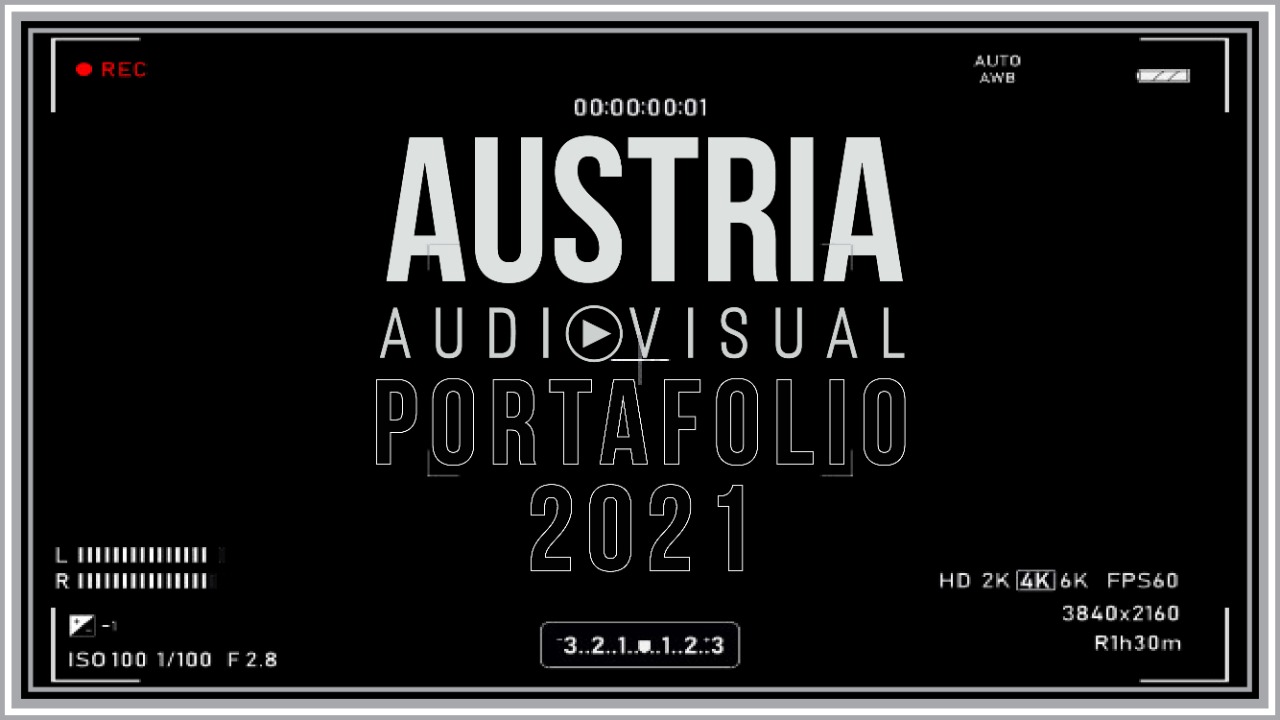 REC
AUTO
AWB
00:00:00:01
AUSTRIA
AUDIOVISUAL
PORTAFOLIO
2021
L
R
-1
ISO100 1/100 F2.8
-3..2..1..■..1..2..+3
HD 2K 4K 6K FPS60
3840x2160
R1h30m